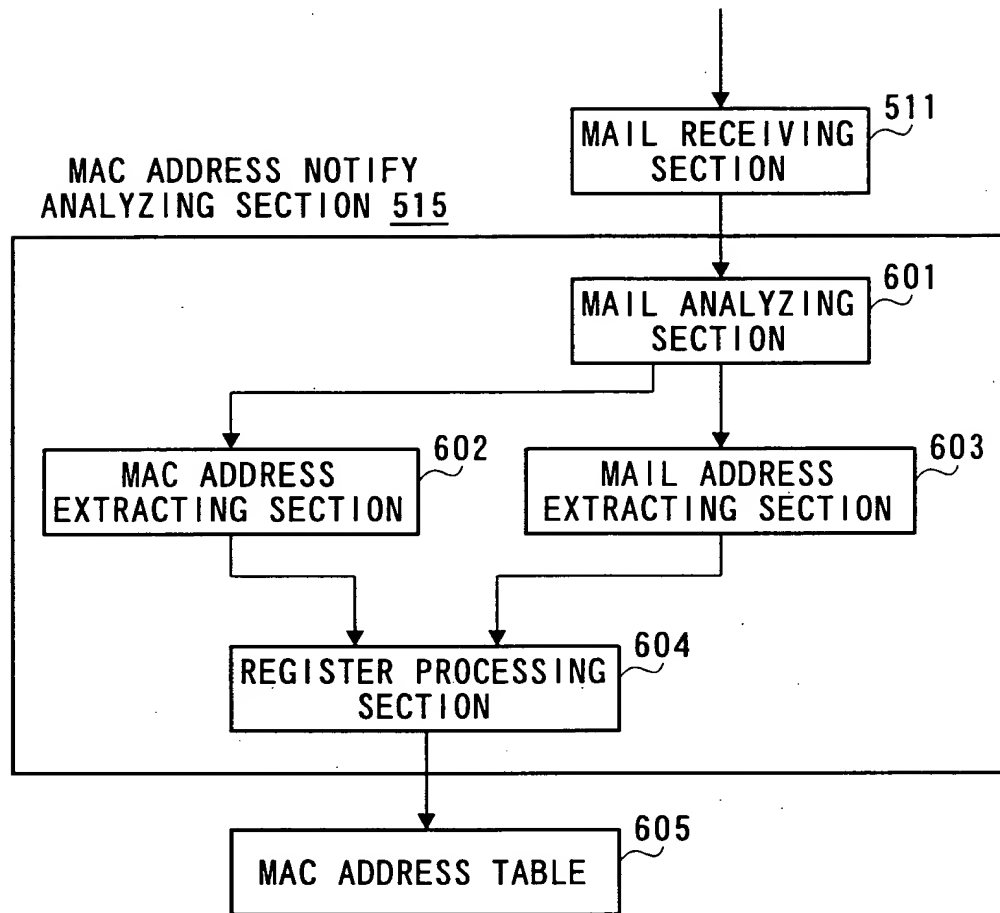 511
MAIL RECEIVING
SECTION
MAC ADDRESS NOTIFY
ANALYZING SECTION 515
601
MAIL ANALYZING
SECTION
602
MAC ADDRESS
EXTRACTING SECTION
603
MAIL ADDRESS
EXTRACTING SECTION
604
REGISTER PROCESSING
SECTION
605
MAC ADDRESS TABLE